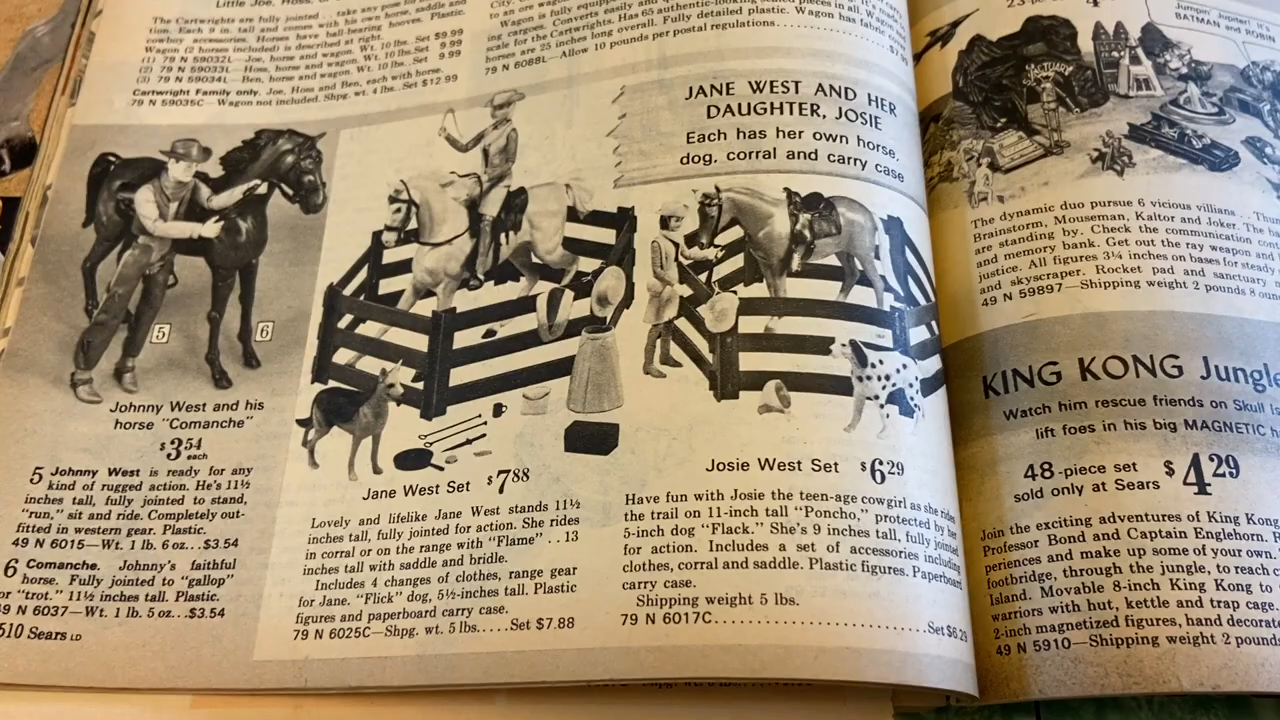 Little Joe, Hoss,
The Cartwrights are fully jointed . . take any pose
tion. Each 9 in. tall and comes with his own horse, saddle and
cowboy accessories. Horses have ball-bearing hooves. Plastic.
Wagon (2 horses included) is described at right.
(1) 79 N 59032L—Joe, horse and wagon. Wt. 10 lbs. Set $9.99
(2) 79 N 59033L—Hoss, horse and wagon. Wt. 10 lbs. Set 9.99
(3) 79 N 59034L—Ben, horse and wagon. Wt. 10 lbs. Set 9.99
Cartwright Family only. Joe, Hoss and Ben, each with horse.
79 N 59035C—Wagon not included. Shpg. wt. 4 lbs. Set $12.99
City.
to an ore wagon
Wagon is fully equipped
ing cargoes. Converts easily and
scale for the Cartwrights. Has 65 authentic-looking scaled pieces in all. Wagon
horses are 25 inches long overall. Fully detailed plastic. Wagon has fabric cover
79 N 6088L—Allow 10 pounds per postal regulations
JANE WEST AND HER
DAUGHTER, JOSIE
Each has her own horse,
dog, corral and carry case
5
6
Johnny West and his
horse "Comanche"
$3.54
each
5 Johnny West is ready for any
kind of rugged action. He's 11½
inches tall, fully jointed to stand,
"run," sit and ride. Completely out-
fitted in western gear. Plastic.
49 N 6015—Wt. 1 lb. 6 oz...$3.54
6 Comanche. Johnny's faithful
horse. Fully jointed to "gallop"
or "trot." 11½ inches tall. Plastic.
49 N 6037—Wt. 1 lb. 5 oz...$3.54
510 Sears LD
Jane West Set $7.88
Lovely and lifelike Jane West stands 11½
inches tall, fully jointed for action. She rides
in corral or on the range with "Flame" . . 13
inches tall with saddle and bridle.
Includes 4 changes of clothes, range gear
for Jane. "Flick" dog, 5½-inches tall. Plastic
figures and paperboard carry case.
79 N 6025C—Shpg. wt. 5 lbs.....Set $7.88
Josie West Set $6.29
Have fun with Josie the teen-age cowgirl as she rides
the trail on 11-inch tall "Poncho," protected by her
5-inch dog "Flack." She's 9 inches tall, fully jointed
for action. Includes a set of accessories including
clothes, corral and saddle. Plastic figures. Paperboard
carry case.
Shipping weight 5 lbs.
79 N 6017C..............................Set $6.29
Jumpin' Jupiter! It's
BATMAN and ROBIN
SANCTUARY
The dynamic duo pursue 6 vicious villians . .
Brainstorm, Mouseman, Kaltor and Joker. The
are standing by. Check the communication
and memory bank. Get out the ray weapon and
justice. All figures 3¼ inches on bases for steady
and skyscraper. Rocket pad and sanctuary
49 N 59897—Shipping weight 2 pounds 8
KING KONG Jungle
Watch him rescue friends on Skull
lift foes in his big MAGNETIC
48-piece set
sold only at Sears $4.29
Join the exciting adventures of King Kong,
Professor Bond and Captain Englehorn.
periences and make up some of your own.
footbridge, through the jungle, to reach
Island. Movable 8-inch King Kong to
warriors with hut, kettle and trap cage.
2-inch magnetized figures, hand
49 N 5910—Shipping weight 2